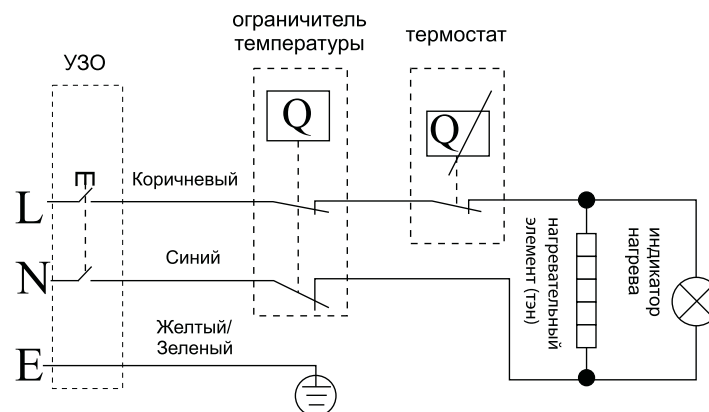 ограничитель
температуры
термостат
УЗО
Q
Q
Коричневый
L
Синий
N
Желтый/
Зеленый
E
нагревательный
элемент (тэн)
индикатор
нагрева